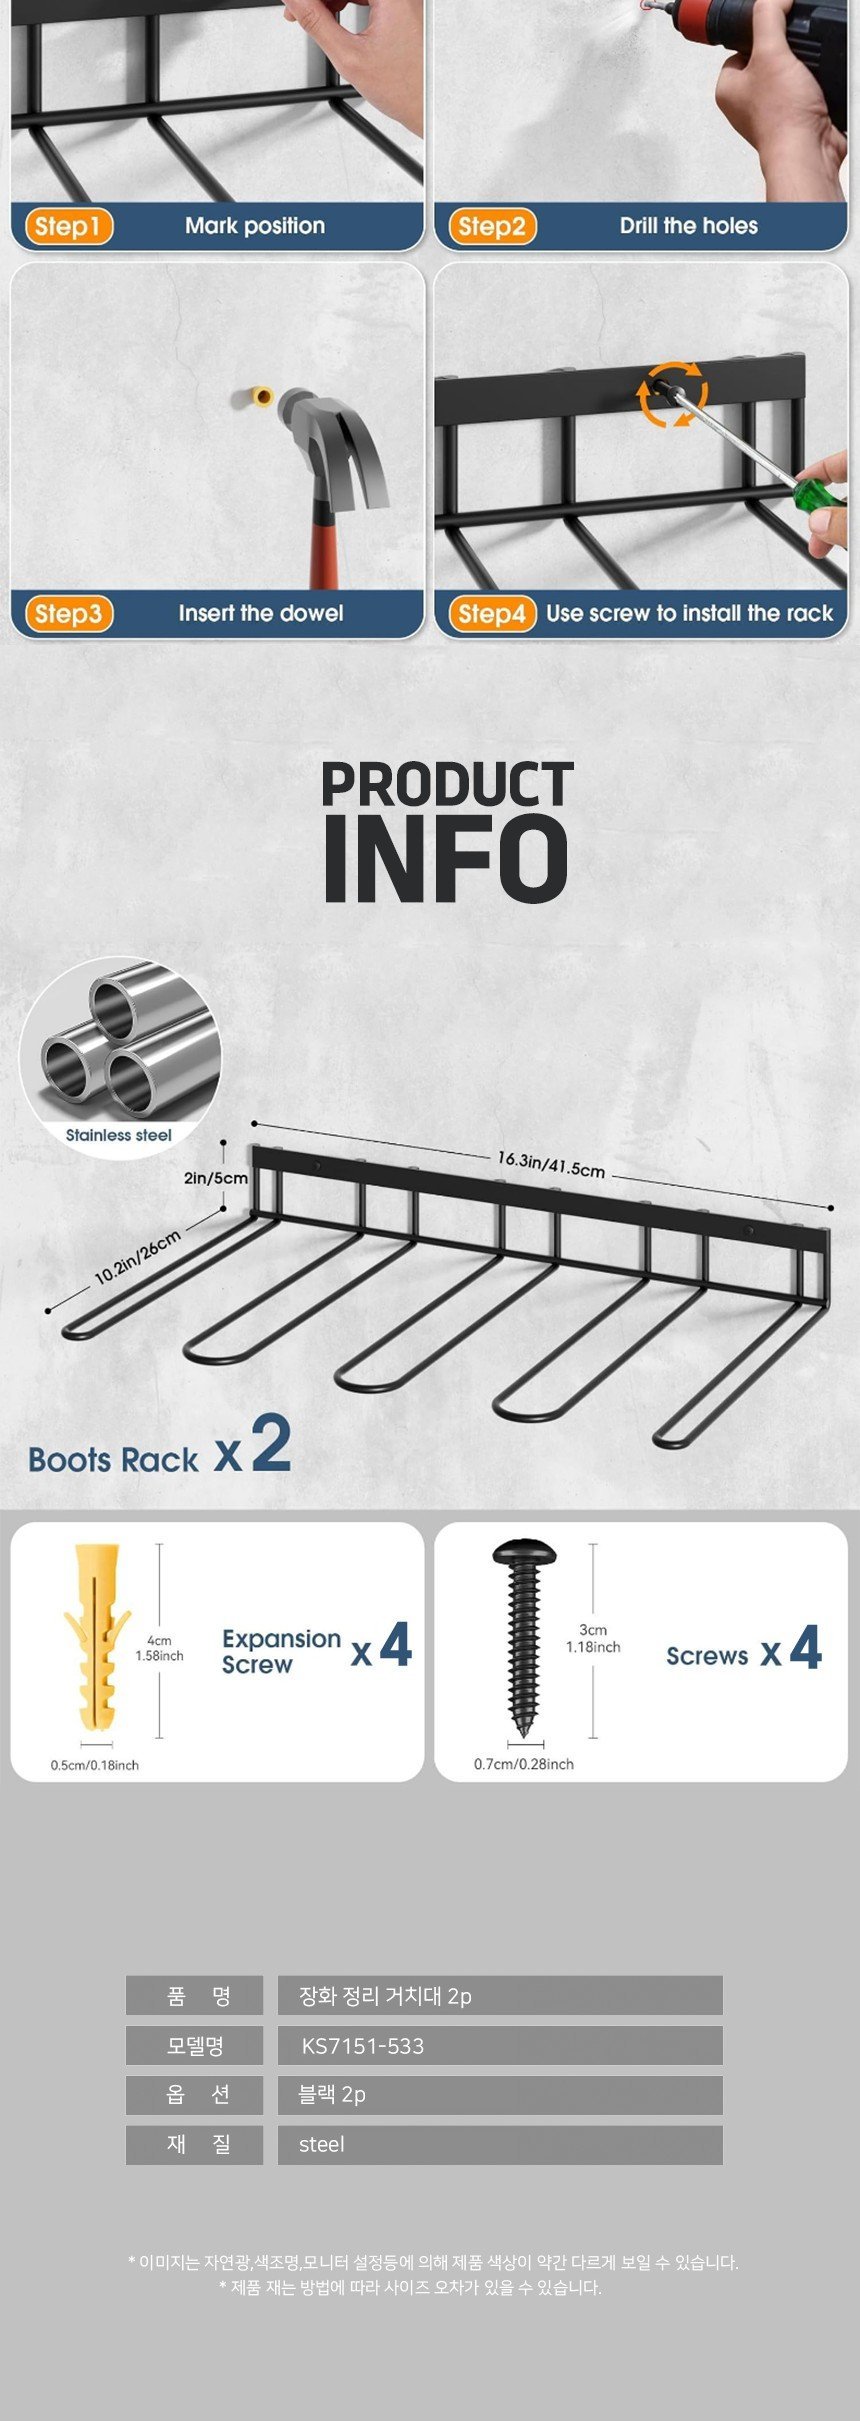 Step1 Mark position
Step2 Drill the holes
Step3 Insert the dowel
Step4 Use screw to install the rack
PRODUCT
INFO
Stainless steel
16.3in/41.5cm
2in/5cm
10.2in/26cm
Boots Rack x2
4cm
1.58inch
Expansion
Screw x4
0.5cm/0.18inch
3cm
1.18inch
Screws x4
0.7cm/0.28inch
품 명 장화 정리 거치대 2p
모델명 KS7151-533
옵 션 블랙 2p
재 질 steel
* 이미지는 자연광,색조명,모니터 설정등에 의해 제품 색상이 약간 다르게 보일 수 있습니다.
* 제품 재는 방법에 따라 사이즈 오차가 있을 수 있습니다.